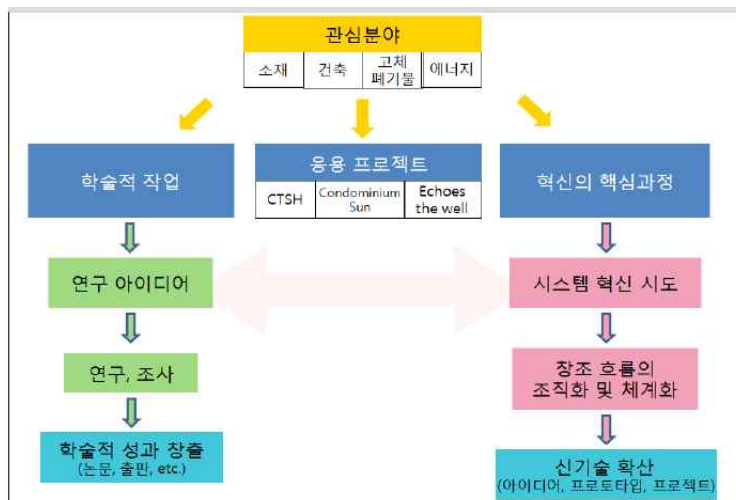 관심분야
소재 건축 고체 에너지
폐기물
학술적 작업
응용 프로젝트
CTSH Condominium Echoes
Sun the well
혁신의 핵심과정
연구 아이디어
시스템 혁신 시도
연구, 조사
창조 흐름의
조직화 및 체계화
학술적 성과 창출
(논문, 출판, etc.)
신기술 확산
(아이디어, 프로토타입, 프로젝트)